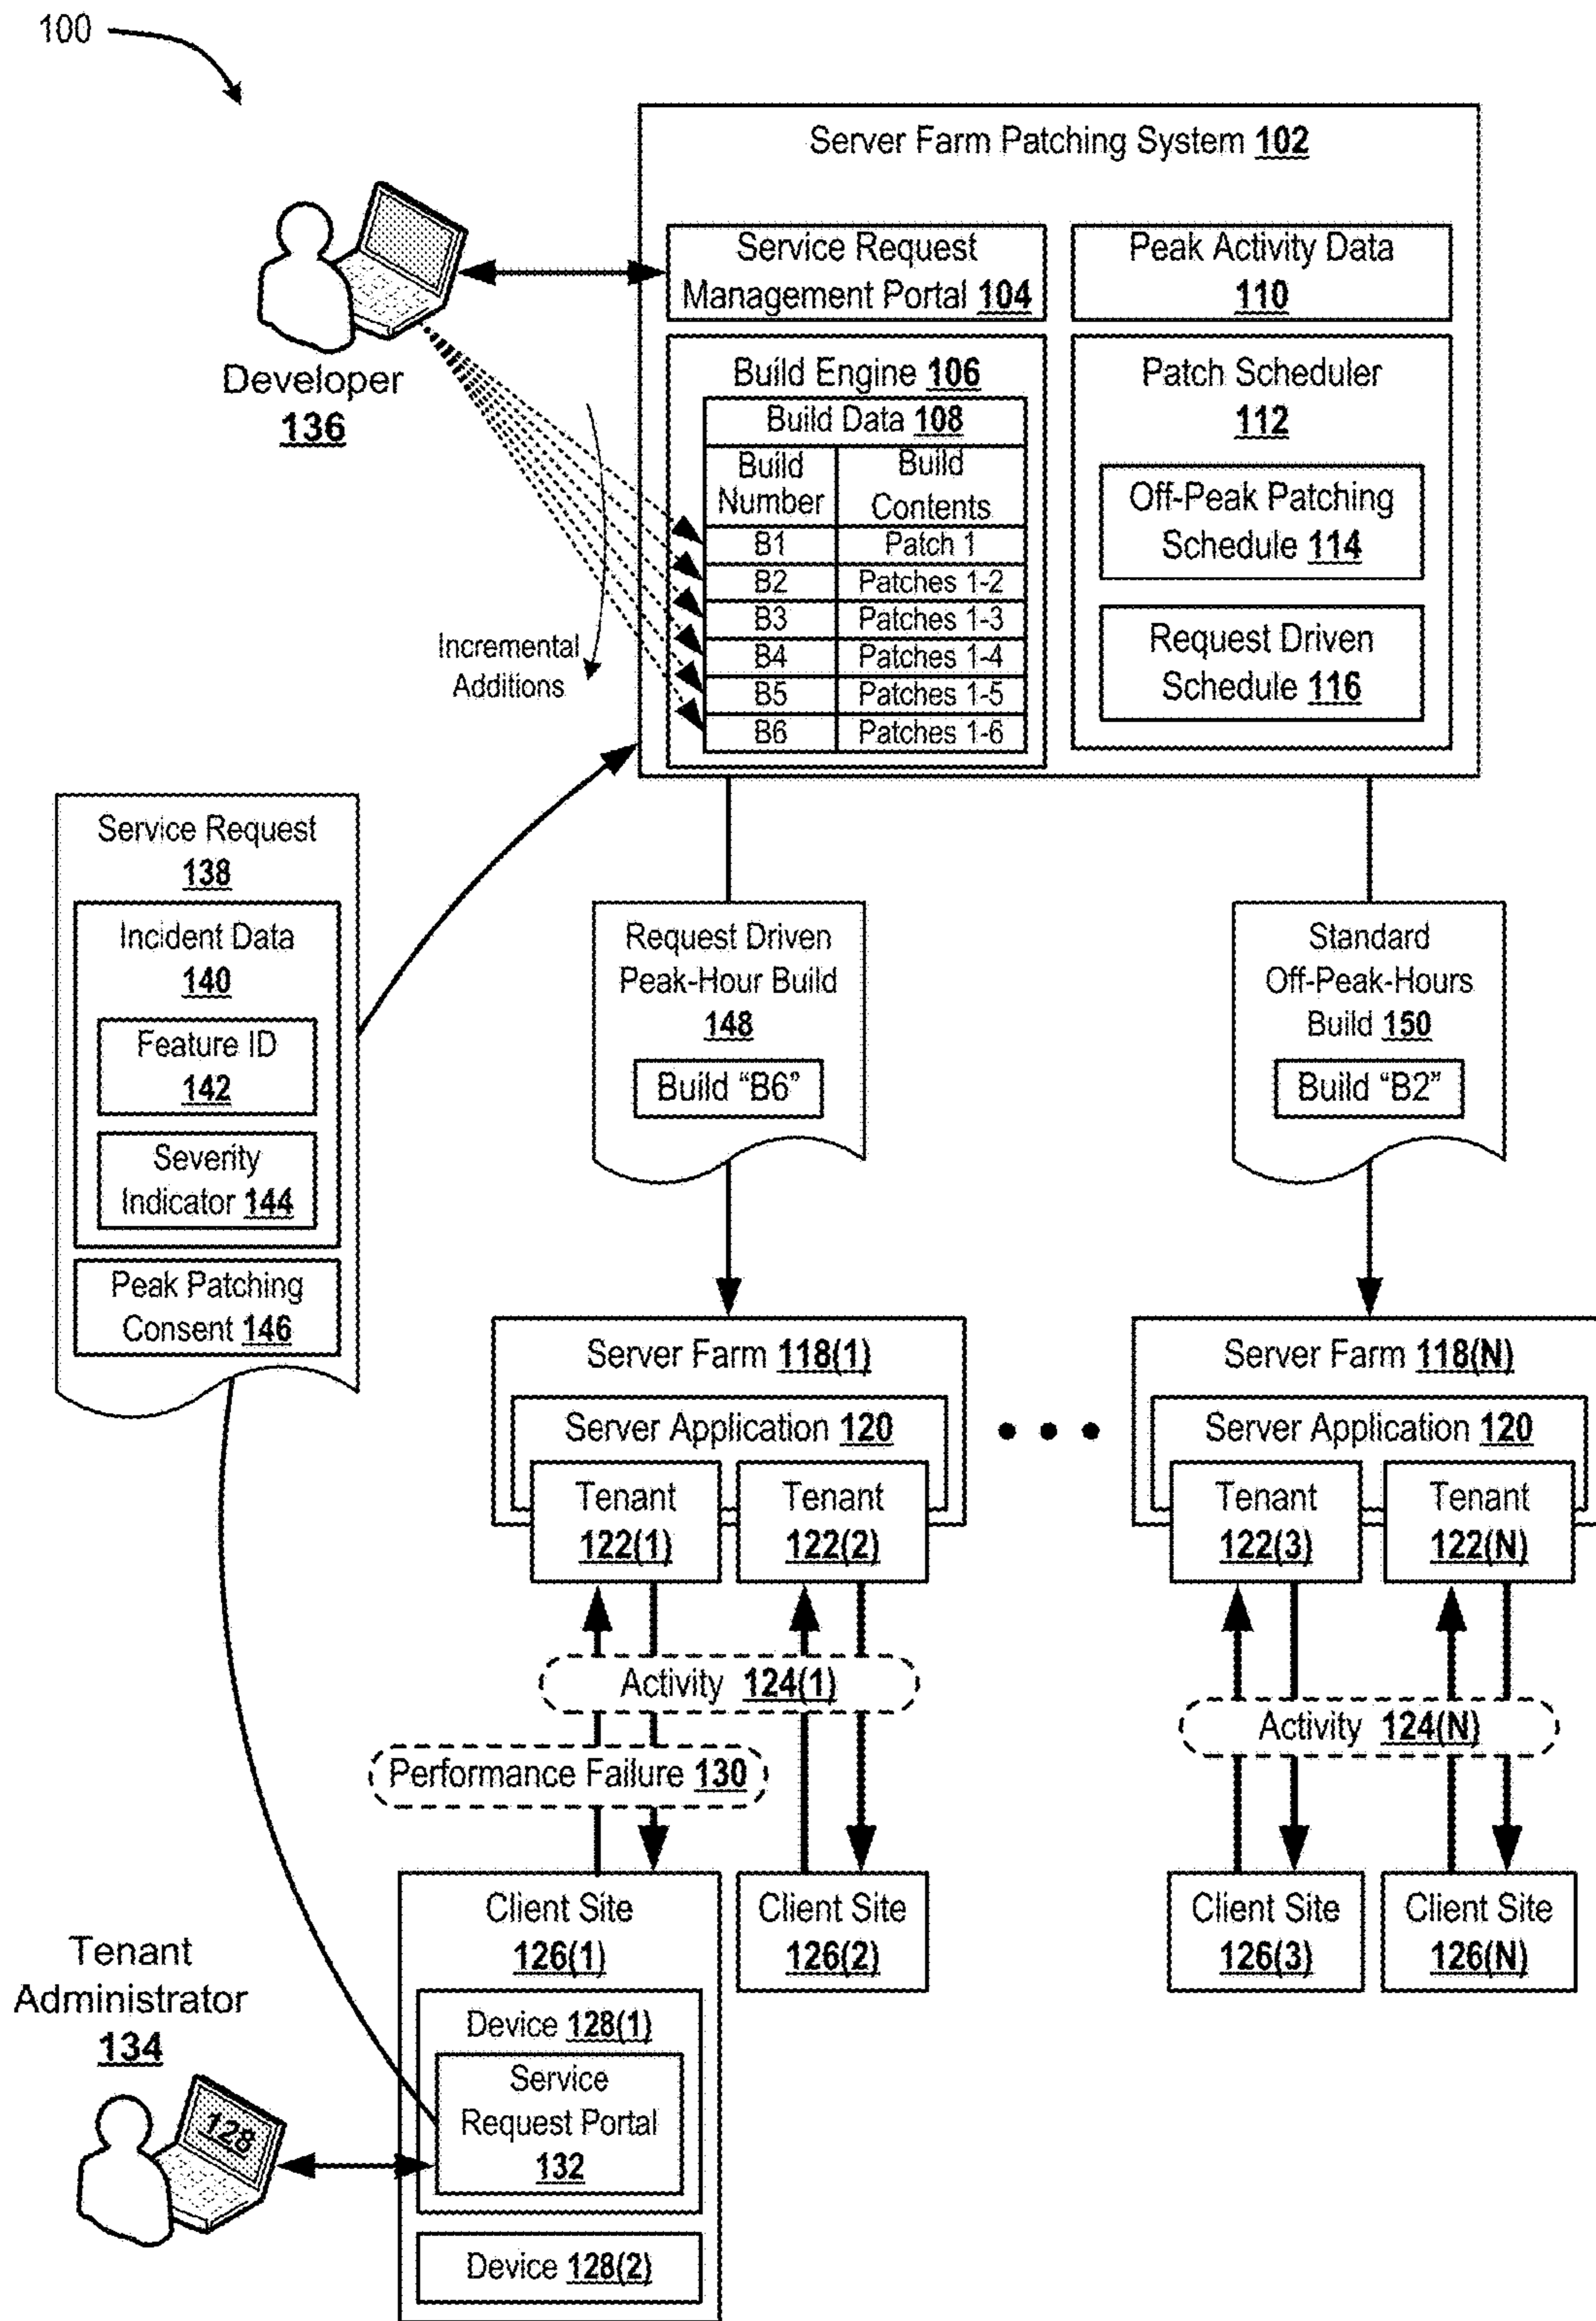 100
Server Farm Patching System 102
Service Request
Management Portal 104
Peak Activity Data
110
Developer
136
Build Engine 106
Build Data 108
Build
Number
Build
Contents
B1 Patch 1
B2 Patches 1-2
B3 Patches 1-3
B4 Patches 1-4
B5 Patches 1-5
B6 Patches 1-6
Patch Scheduler
112
Off-Peak Patching
Schedule 114
Request Driven
Schedule 116
Incremental
Additions
Service Request
138
Incident Data
140
Feature ID
142
Severity
Indicator 144
Peak Patching
Consent 146
Request Driven
Peak-Hour Build
148
Build "B6"
Standard
Off-Peak-Hours
Build 150
Build "B2"
Server Farm 118(1)
Server Application 120
Tenant
122(1)
Tenant
122(2)
Server Farm 118(N)
Server Application 120
Tenant
122(3)
Tenant
122(N)
Activity 124(1)
Activity 124(N)
Performance Failure 130
Client Site
126(1)
Client Site
126(2)
Client Site
126(3)
Client Site
126(N)
Tenant
Administrator
134
128
Device 128(1)
Service
Request Portal
132
Device 128(2)